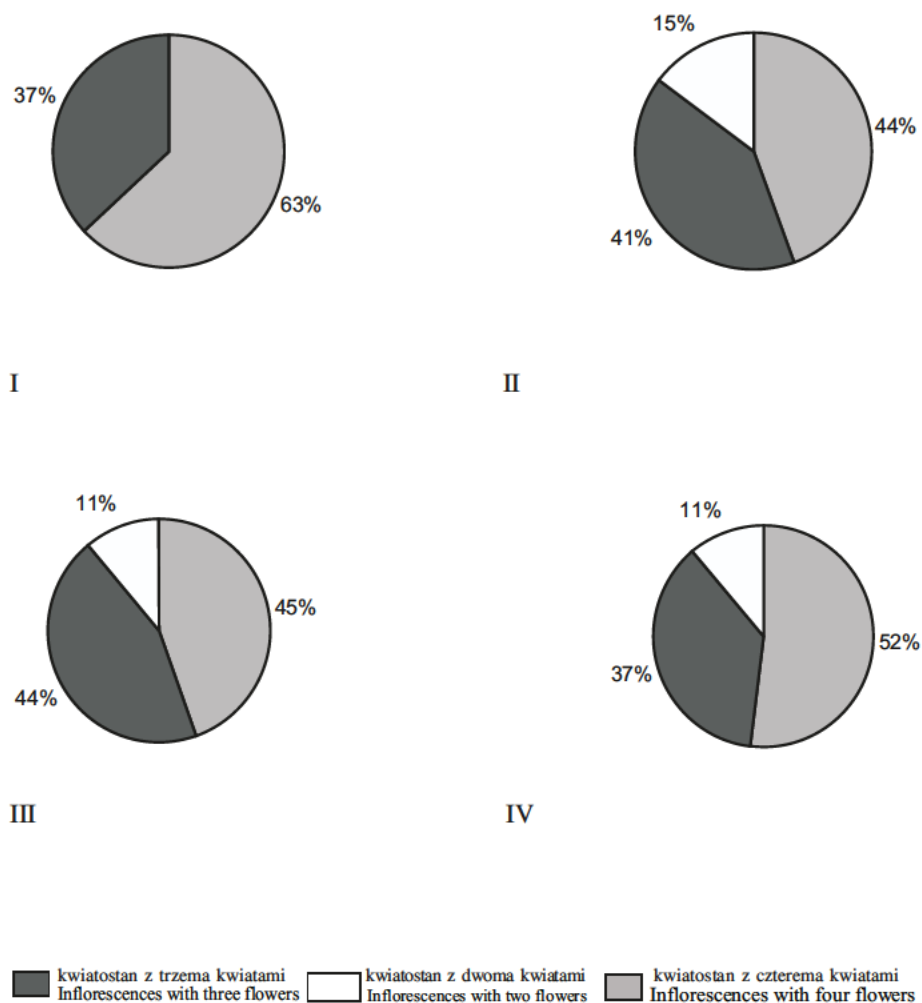 37%
63%
15%
44%
41%
I
II
11%
45%
44%
11%
52%
37%
III
IV
kwiatostan z trzema kwiatami
Inflorescences with three flowers
kwiatostan z dwoma kwiatami
Inflorescences with two flowers
kwiatostan z czterema kwiatami
Inflorescences with four flowers